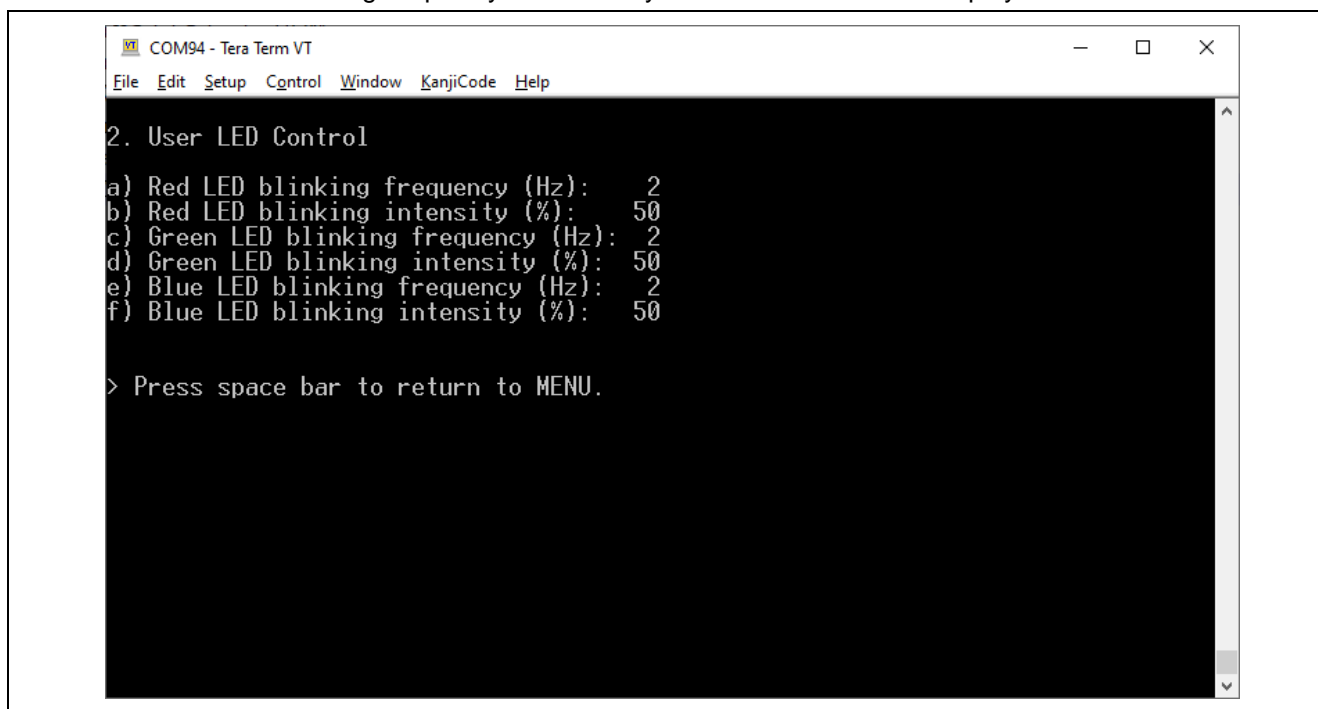 COM94 - Tera Term VT
File Edit Setup Control Window KanjiCode Help
2. User LED Control
a) Red LED blinking frequency (Hz): 2
b) Red LED blinking intensity (%): 50
c) Green LED blinking frequency (Hz): 2
d) Green LED blinking intensity (%): 50
e) Blue LED blinking frequency (Hz): 2
f) Blue LED blinking intensity (%): 50
> Press space bar to return to MENU.